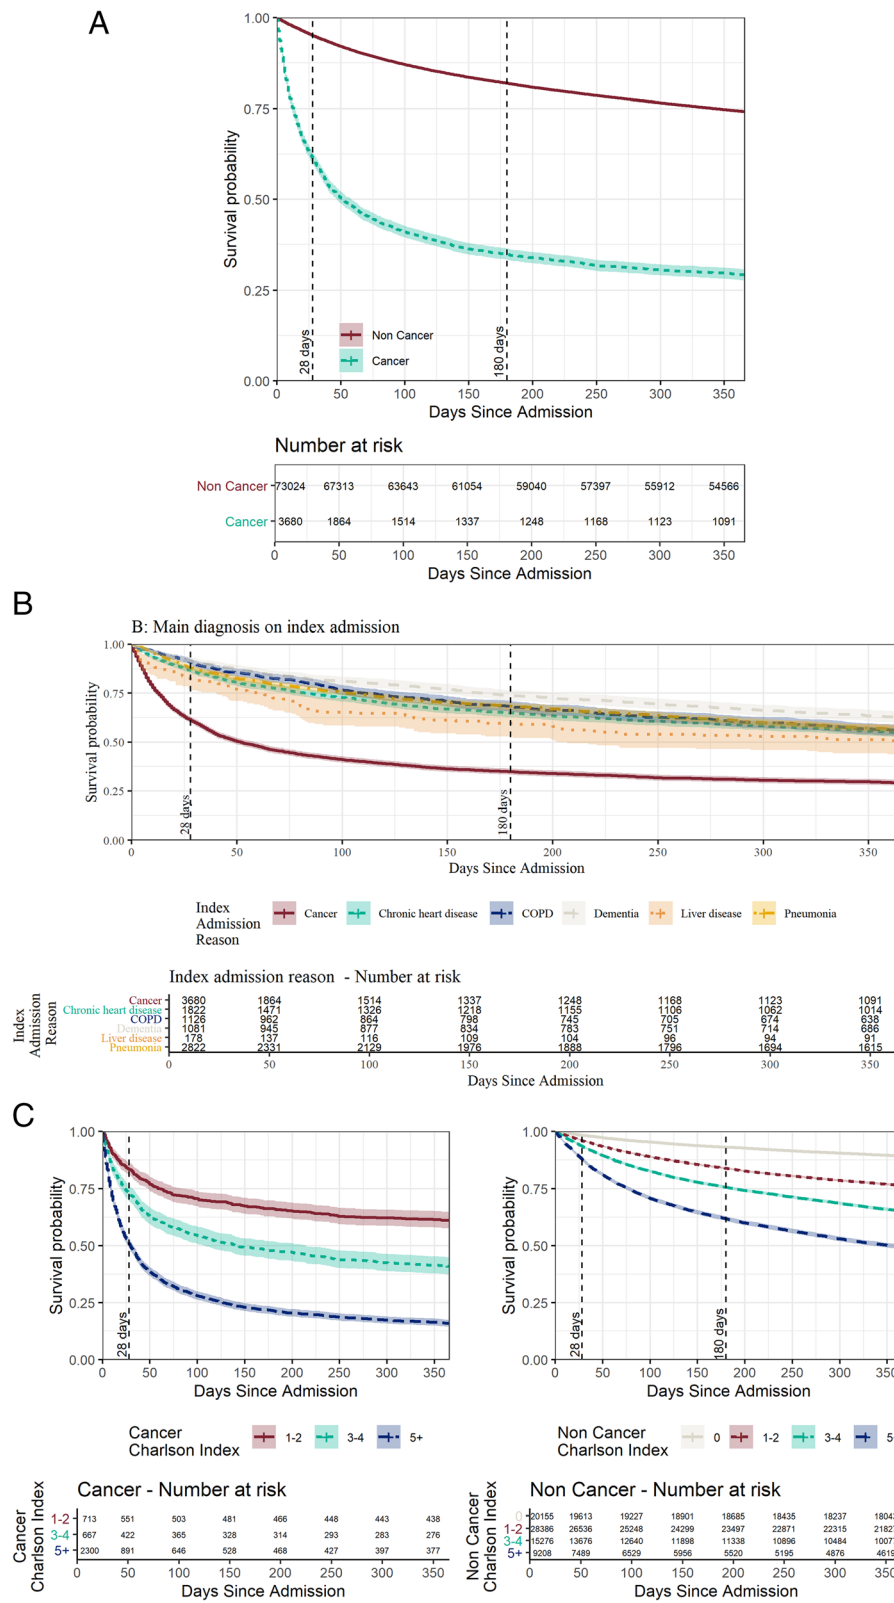 A
1.00
0.75
0.50
0.25
0.00
Survival probability
28 days
180 days
Non Cancer
Cancer
0 50 100 150 200 250 300 350
Days Since Admission
Number at risk
Non Cancer 73024 67313 63643 61054 59040 57397 55912 54566
Cancer 3680 1864 1514 1337 1248 1168 1123 1091
0 50 100 150 200 250 300 350
Days Since Admission
B
B: Main diagnosis on index admission
1.00
0.75
0.50
0.25
0.00
Survival probability
28 days
180 days
0 50 100 150 200 250 300 350
Days Since Admission
Index
Admission
Reason
Cancer Chronic heart disease COPD Dementia Liver disease Pneumonia
Index admission reason - Number at risk
Index
Admission
Reason
Cancer 3680 1864 1514 1337 1248 1168 1123 1091
Chronic heart disease 1822 1471 1326 1218 1155 1106 1062 1014
COPD 1126 962 864 798 745 705 674 638
Dementia 1081 945 877 834 783 751 714 686
Liver disease 178 137 116 109 104 96 94 91
Pneumonia 2822 2331 2129 1976 1888 1796 1694 1615
0 50 100 150 200 250 300 350
Days Since Admission
C
1.00
0.75
0.50
0.25
0.00
Survival probability
28 days
0 50 100 150 200 250 300 350
Days Since Admission
Cancer
Charlson Index
1-2 3-4 5+
Cancer - Number at risk
Cancer
Charlson Index
1-2 713 551 503 481 466 448 443 438
3-4 667 422 365 328 314 293 283 276
5+ 2300 891 646 528 468 427 397 377
0 50 100 150 200 250 300 350
Days Since Admission
1.00
0.75
0.50
0.25
0.00
Survival probability
28 days
180 days
0 50 100 150 200 250 300 350
Days Since Admission
Non Cancer
Charlson Index
0 1-2 3-4 5
Non Cancer - Number at risk
Non Cancer
Charlson Index
0 20155 19613 19227 18901 18685 18435 18237 1804
1-2 28386 26536 25248 24299 23497 22871 22315 2182
3-4 15276 13676 12640 11898 11338 10896 10484 1007
5+ 9208 7489 6529 5956 5520 5195 4876 4619
0 50 100 150 200 250 300 350
Days Since Admission